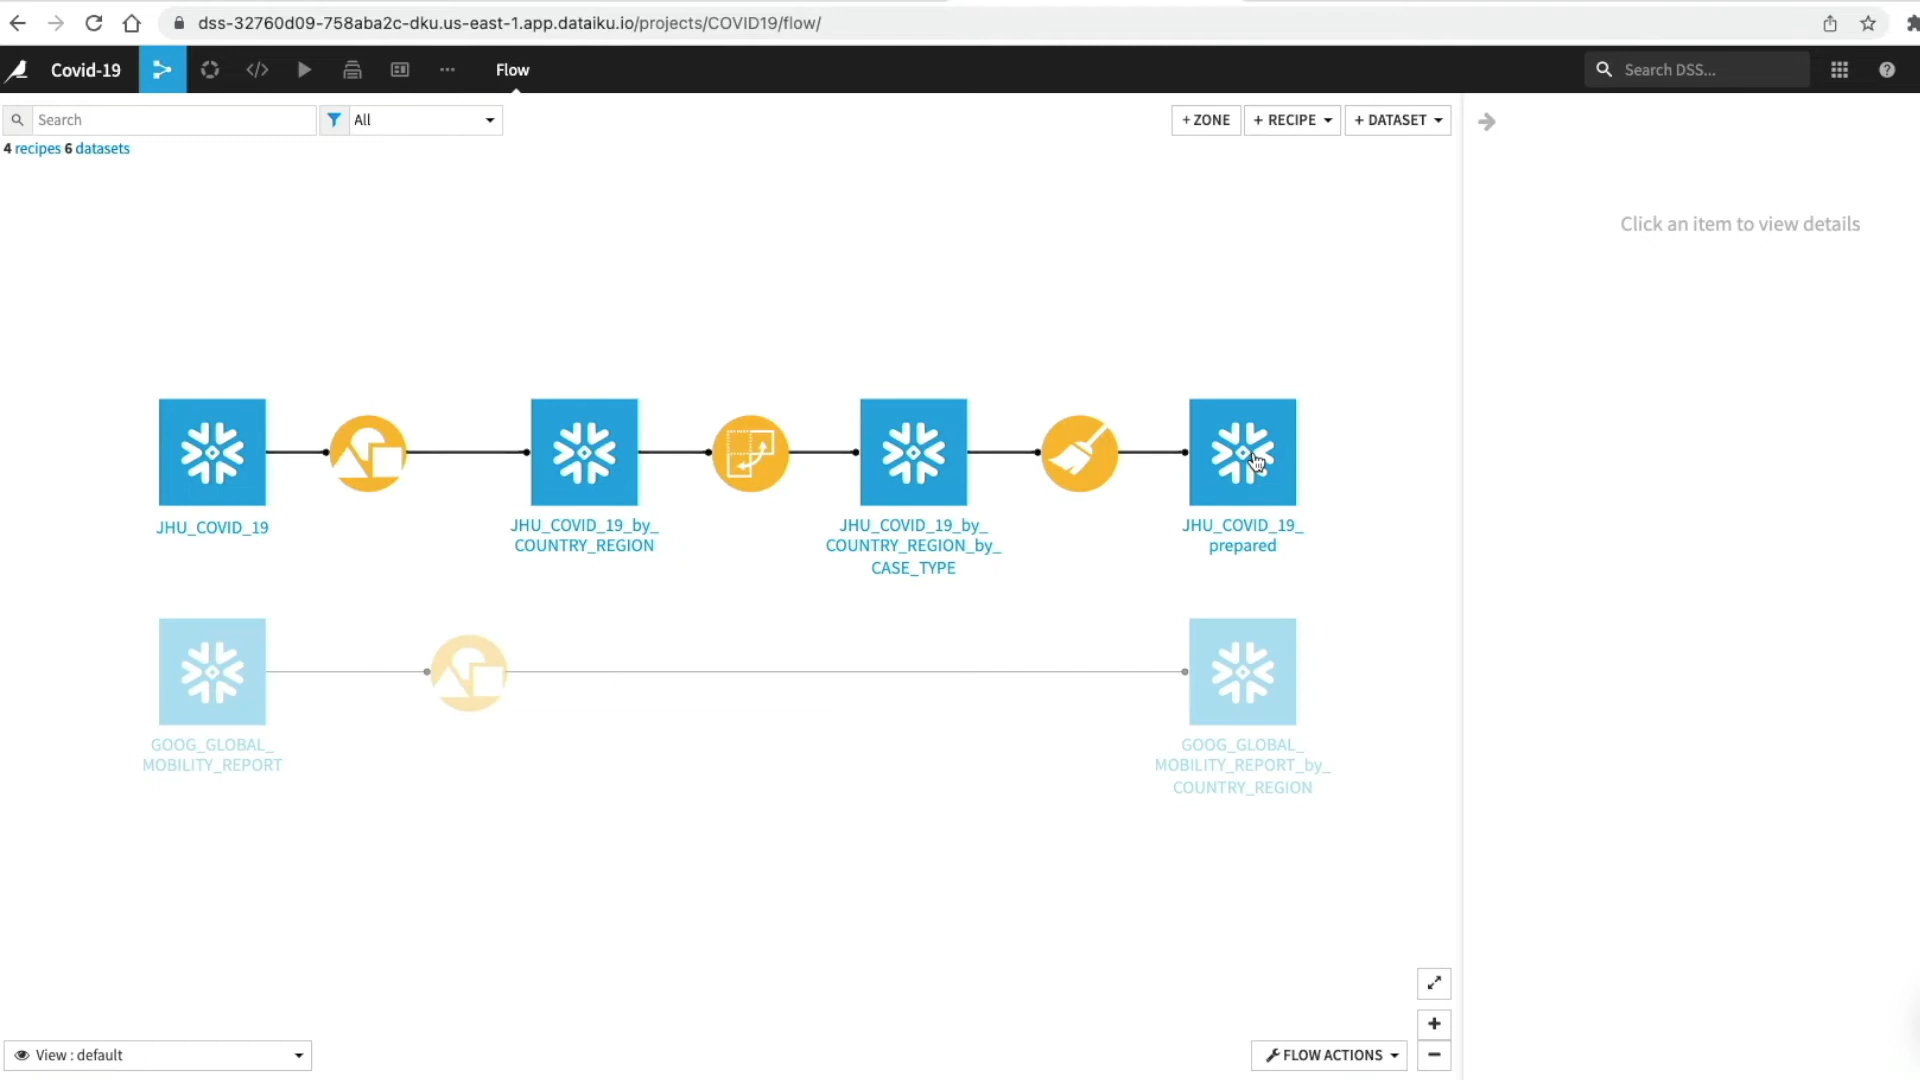 dss-32760d09-758aba2c-dku.us-east-1.app.dataiku.io/projects/COVID19/flow/
Covid-19
Flow
Search DSS...
Search
All
+ ZONE
+ RECIPE
+ DATASET
4 recipes 6 datasets
Click an item to view details
JHU_COVID_19
JHU_COVID_19_by_
COUNTRY_REGION
JHU_COVID_19_by_
COUNTRY_REGION_by_
CASE_TYPE
JHU_COVID_19_
prepared
GOOG_GLOBAL_
MOBILITY_REPORT
GOOG_GLOBAL_
MOBILITY_REPORT_by_
COUNTRY_REGION
View : default
FLOW ACTIONS